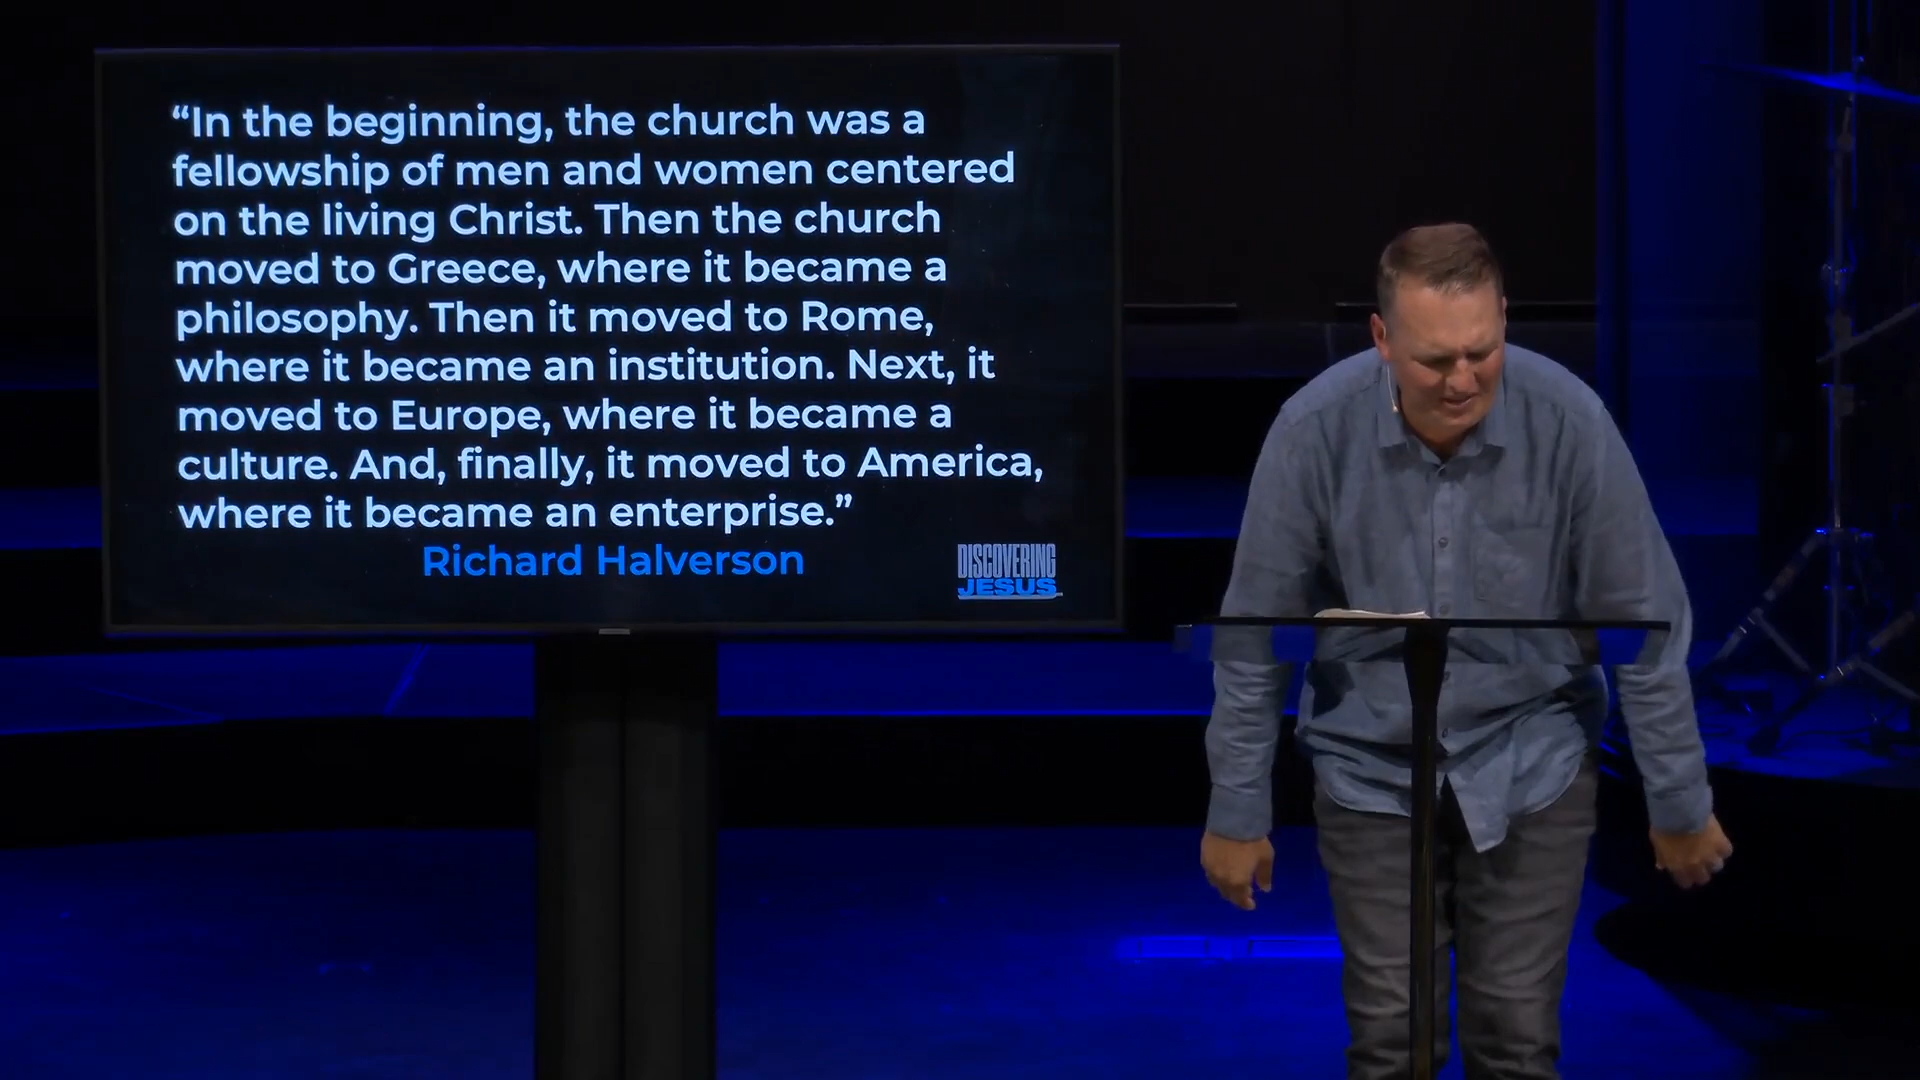 “In the beginning, the church was a
fellowship of men and women centered
on the living Christ. Then the church
moved to Greece, where it became a
philosophy. Then it moved to Rome,
where it became an institution. Next, it
moved to Europe, where it became a
culture. And, finally, it moved to America,
where it became an enterprise.”
Richard Halverson
DISCOVERING
JESUS